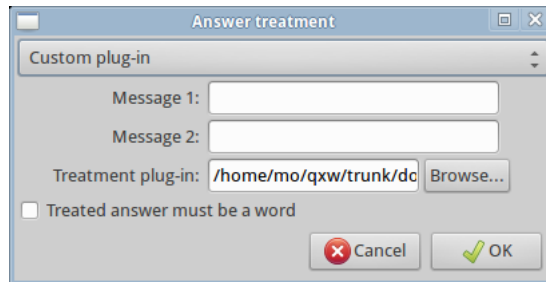 Answer treatment
Custom plug-in
Message 1:
Message 2:
Treatment plug-in: /home/mo/qxw/trunk/do Browse...
Treated answer must be a word
Cancel OK